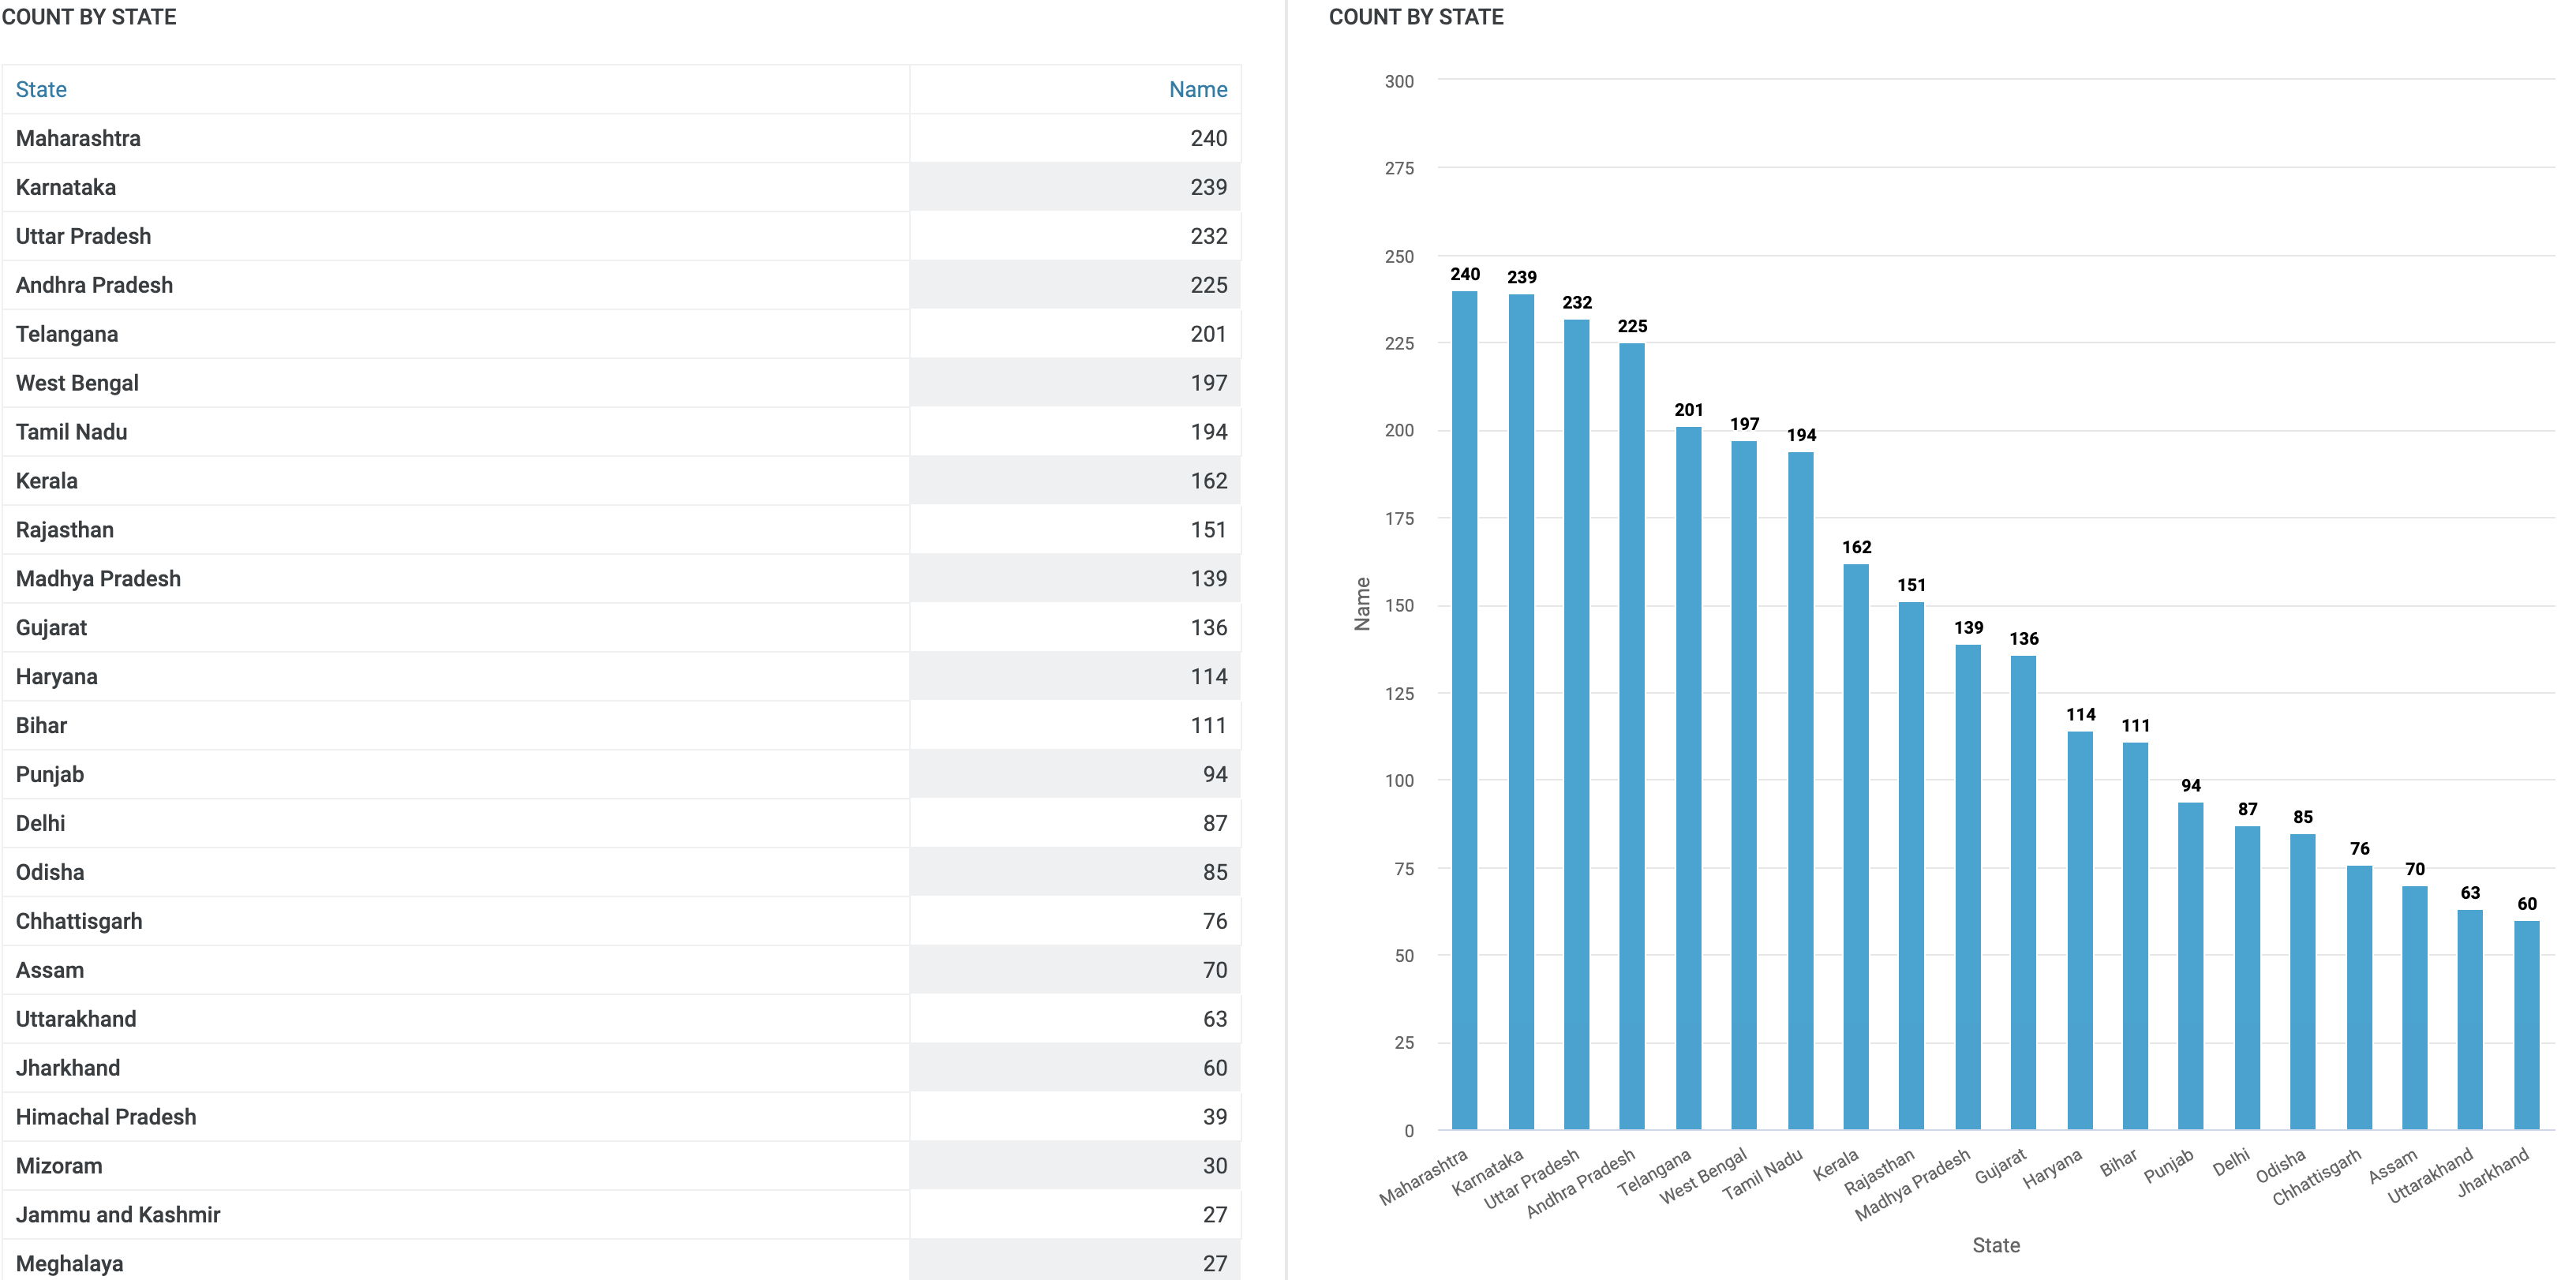 COUNT BY STATE
State Name
Maharashtra 240
Karnataka 239
Uttar Pradesh 232
Andhra Pradesh 225
Telangana 201
West Bengal 197
Tamil Nadu 194
Kerala 162
Rajasthan 151
Madhya Pradesh 139
Gujarat 136
Haryana 114
Bihar 111
Punjab 94
Delhi 87
Odisha 85
Chhattisgarh 76
Assam 70
Uttarakhand 63
Jharkhand 60
Himachal Pradesh 39
Mizoram 30
Jammu and Kashmir 27
Meghalaya 27
COUNT BY STATE
300
275
250
225
200
175
150
125
100
75
50
25
0
Name
240
239
232
225
201
197
194
162
151
139
136
114
111
94
87
85
76
70
63
60
Maharashtra
Karnataka
Uttar Pradesh
Andhra Pradesh
Telangana
West Bengal
Tamil Nadu
Kerala
Rajasthan
Madhya Pradesh
Gujarat
Haryana
Bihar
Punjab
Delhi
Odisha
Chhattisgarh
Assam
Uttarakhand
Jharkhand
State